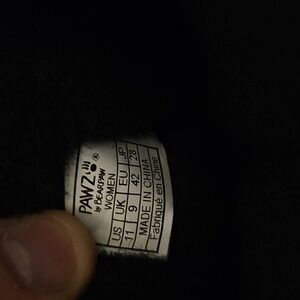 PAWZ ®
by BEARPAW
WOMEN
US UK EU JP
11 9 42 28
MADE IN CHINA
Fabriqué en Chine